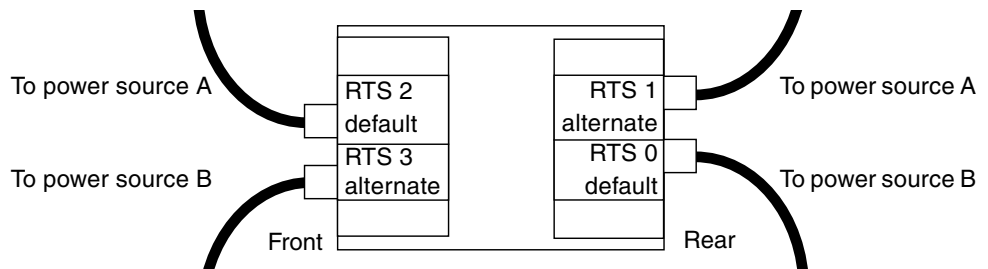 To power source A
RTS 2
default
RTS 1
alternate
To power source A
To power source B
RTS 3
alternate
RTS 0
default
To power source B
Front
Rear